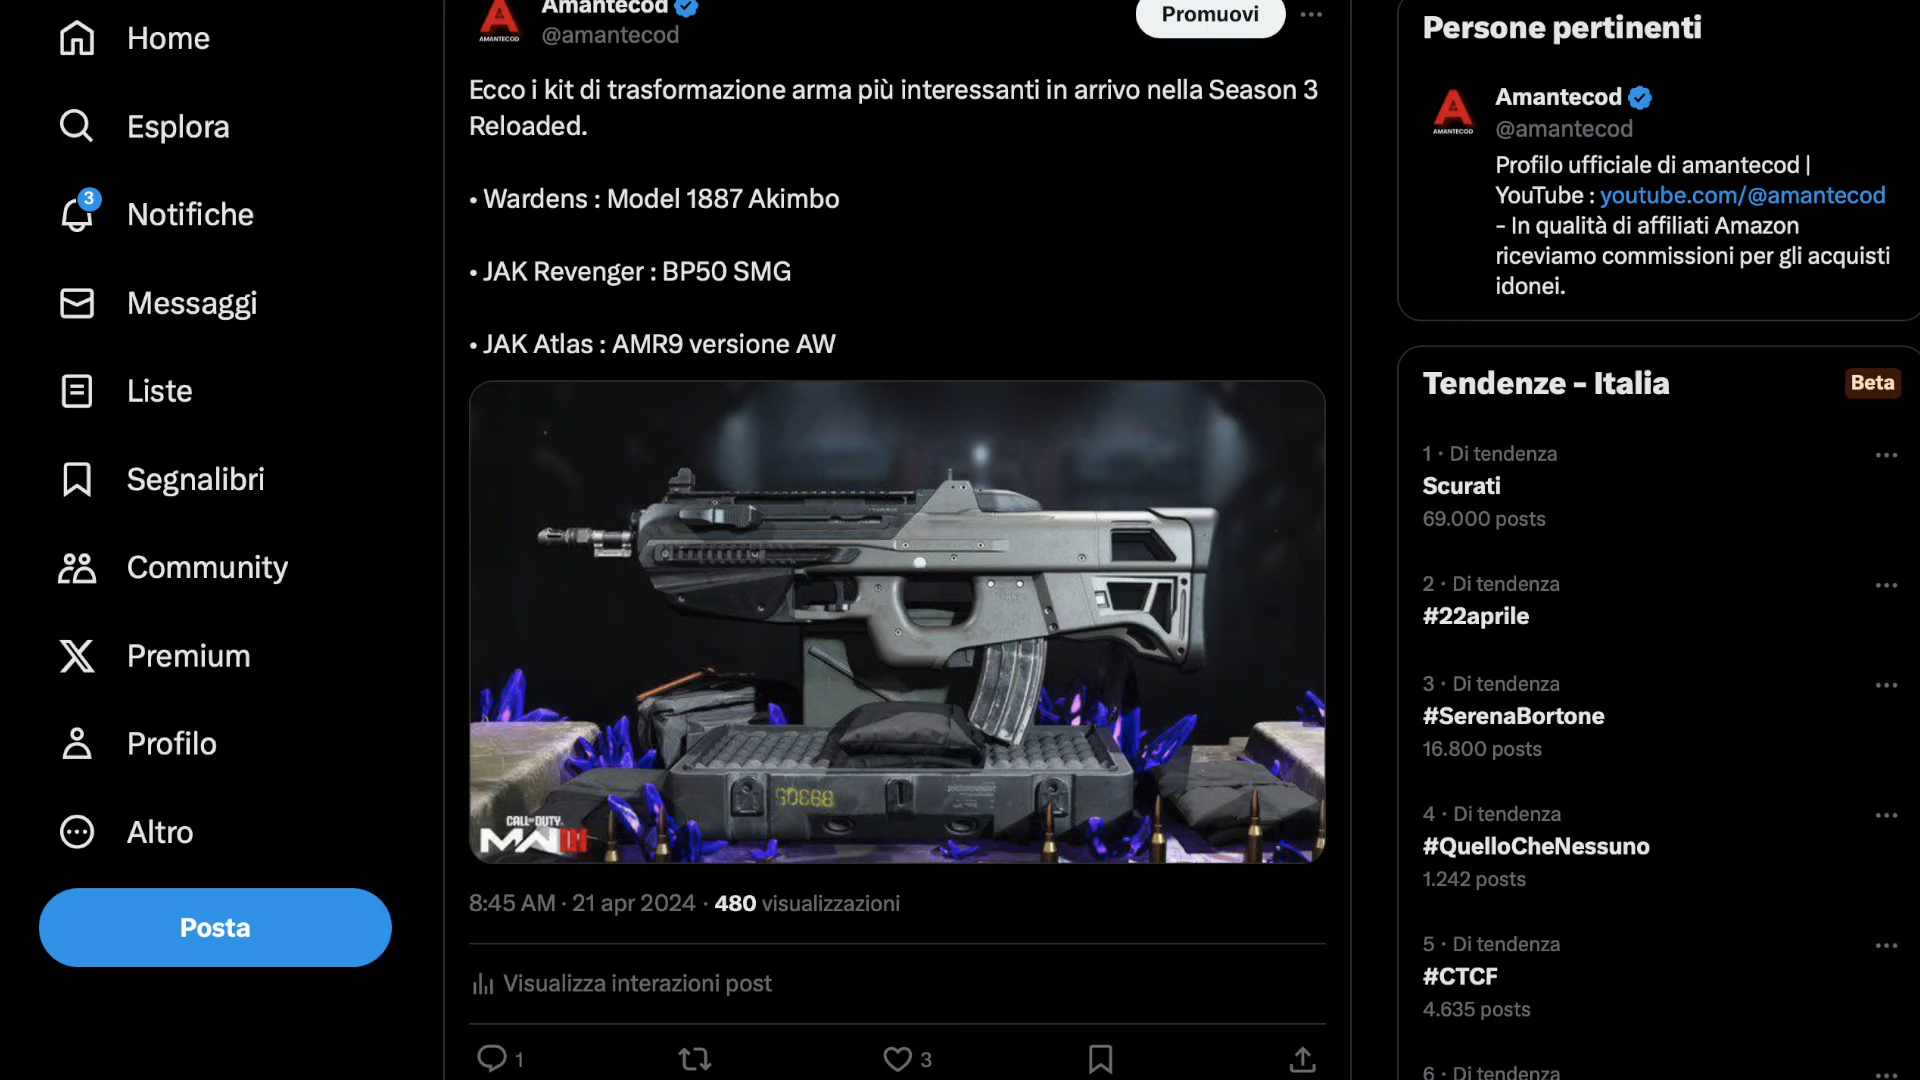 Home
Esplora
3
Notifiche
Messaggi
Liste
Segnalibri
Community
Premium
Profilo
Altro
Posta
AMANTECOD
Amantecod
@amantecod
Promuovi
Ecco i kit di trasformazione arma più interessanti in arrivo nella Season 3
Reloaded.
• Wardens : Model 1887 Akimbo
• JAK Revenger : BP50 SMG
• JAK Atlas : AMR9 versione AW
CALL OF DUTY
MWIII
8:45 AM · 21 apr 2024 · 480 visualizzazioni
Visualizza interazioni post
1
3
Persone pertinenti
AMANTECOD
Amantecod
@amantecod
Profilo ufficiale di amantecod |
YouTube : youtube.com/@amantecod
- In qualità di affiliati Amazon
riceviamo commissioni per gli acquisti
idonei.
Tendenze - Italia
Beta
1 · Di tendenza
Scurati
69.000 posts
2 · Di tendenza
#22aprile
3 · Di tendenza
#SerenaBortone
16.800 posts
4 · Di tendenza
#QuelloCheNessuno
1.242 posts
5 · Di tendenza
#CTCF
4.635 posts
6 · Di tendenza